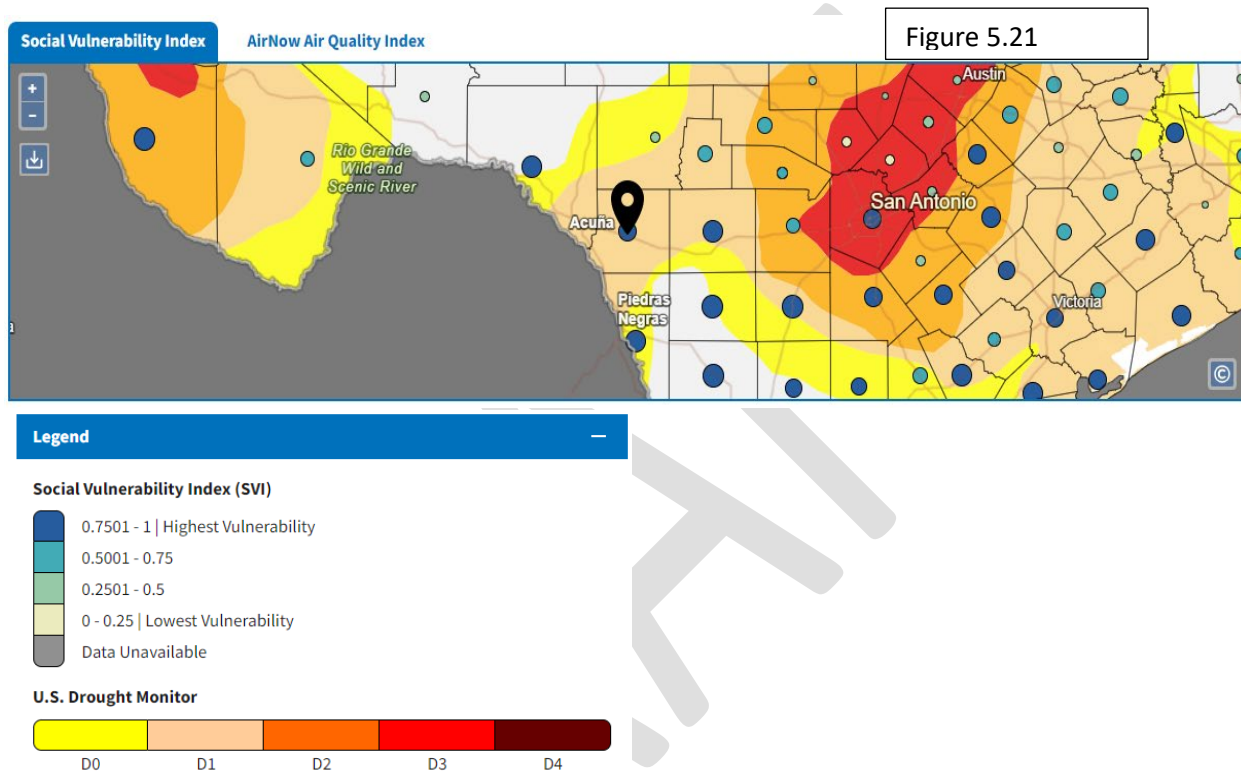 Social Vulnerability Index
AirNow Air Quality Index
Figure 5.21
+
−
Austin
Rio Grande
Wild and
Scenic River
San Antonio
Acuña
Piedras
Negras
Victoria
a
©
Legend
−
Social Vulnerability Index (SVI)
0.7501 - 1 | Highest Vulnerability
0.5001 - 0.75
0.2501 - 0.5
0 - 0.25 | Lowest Vulnerability
Data Unavailable
U.S. Drought Monitor
D0 D1 D2 D3 D4